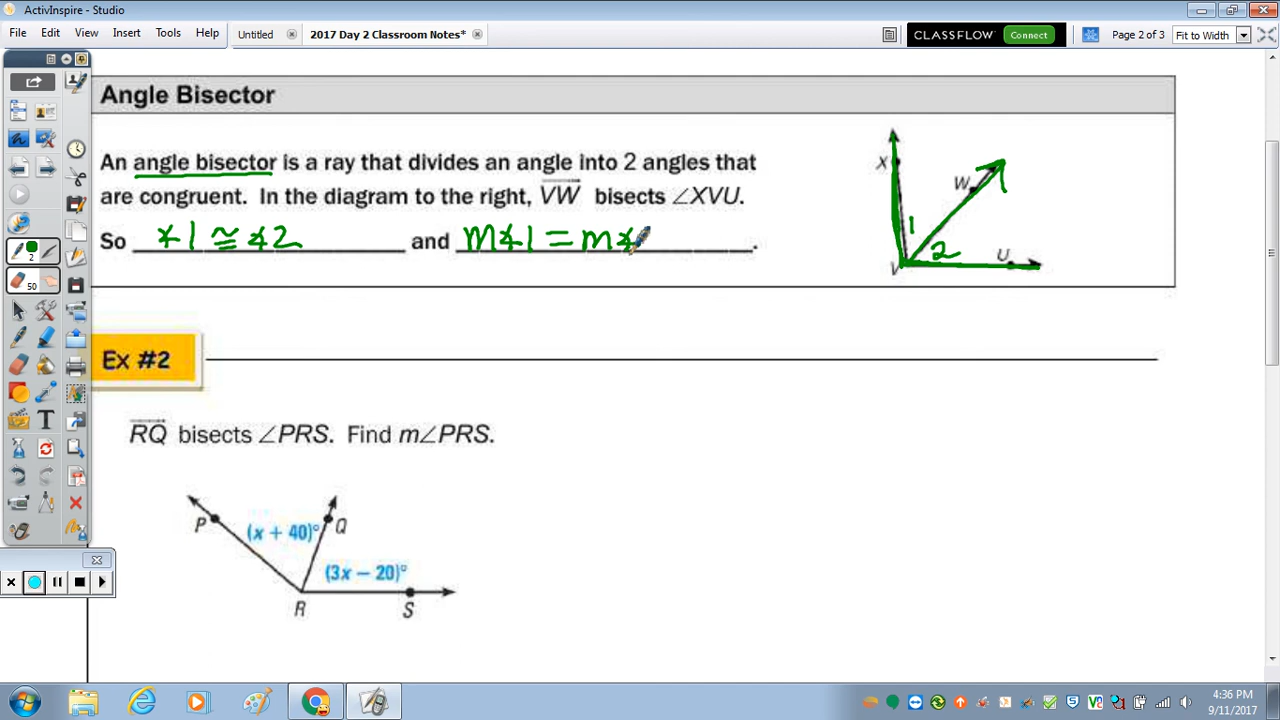 ActivInspire - Studio
File Edit View Insert Tools Help Untitled 2017 Day 2 Classroom Notes* CLASSFLOW Connect Page 2 of 3 Fit to Width
Angle Bisector
An angle bisector is a ray that divides an angle into 2 angles that
are congruent. In the diagram to the right, VW bisects ∠XVU.
So ∡1 ≅ ∡2 and m∡1 = m∡
X
W
1
2
U
V
2
50
Ex #2
RQ bisects ∠PRS. Find m∠PRS.
P
(x + 40)°
Q
(3x – 20)°
R
S
4:36 PM
9/11/2017